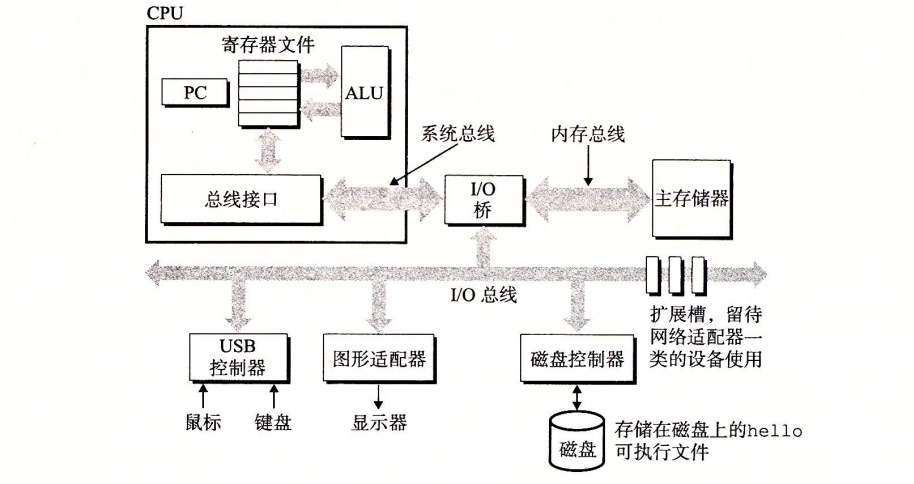 CPU
寄存器文件
PC
ALU
系统总线
内存总线
总线接口
I/O
桥
主存储器
I/O 总线
扩展槽，留待
网络适配器一
类的设备使用
USB
控制器
图形适配器
磁盘控制器
鼠标
键盘
显示器
磁盘
存储在磁盘上的hello
可执行文件